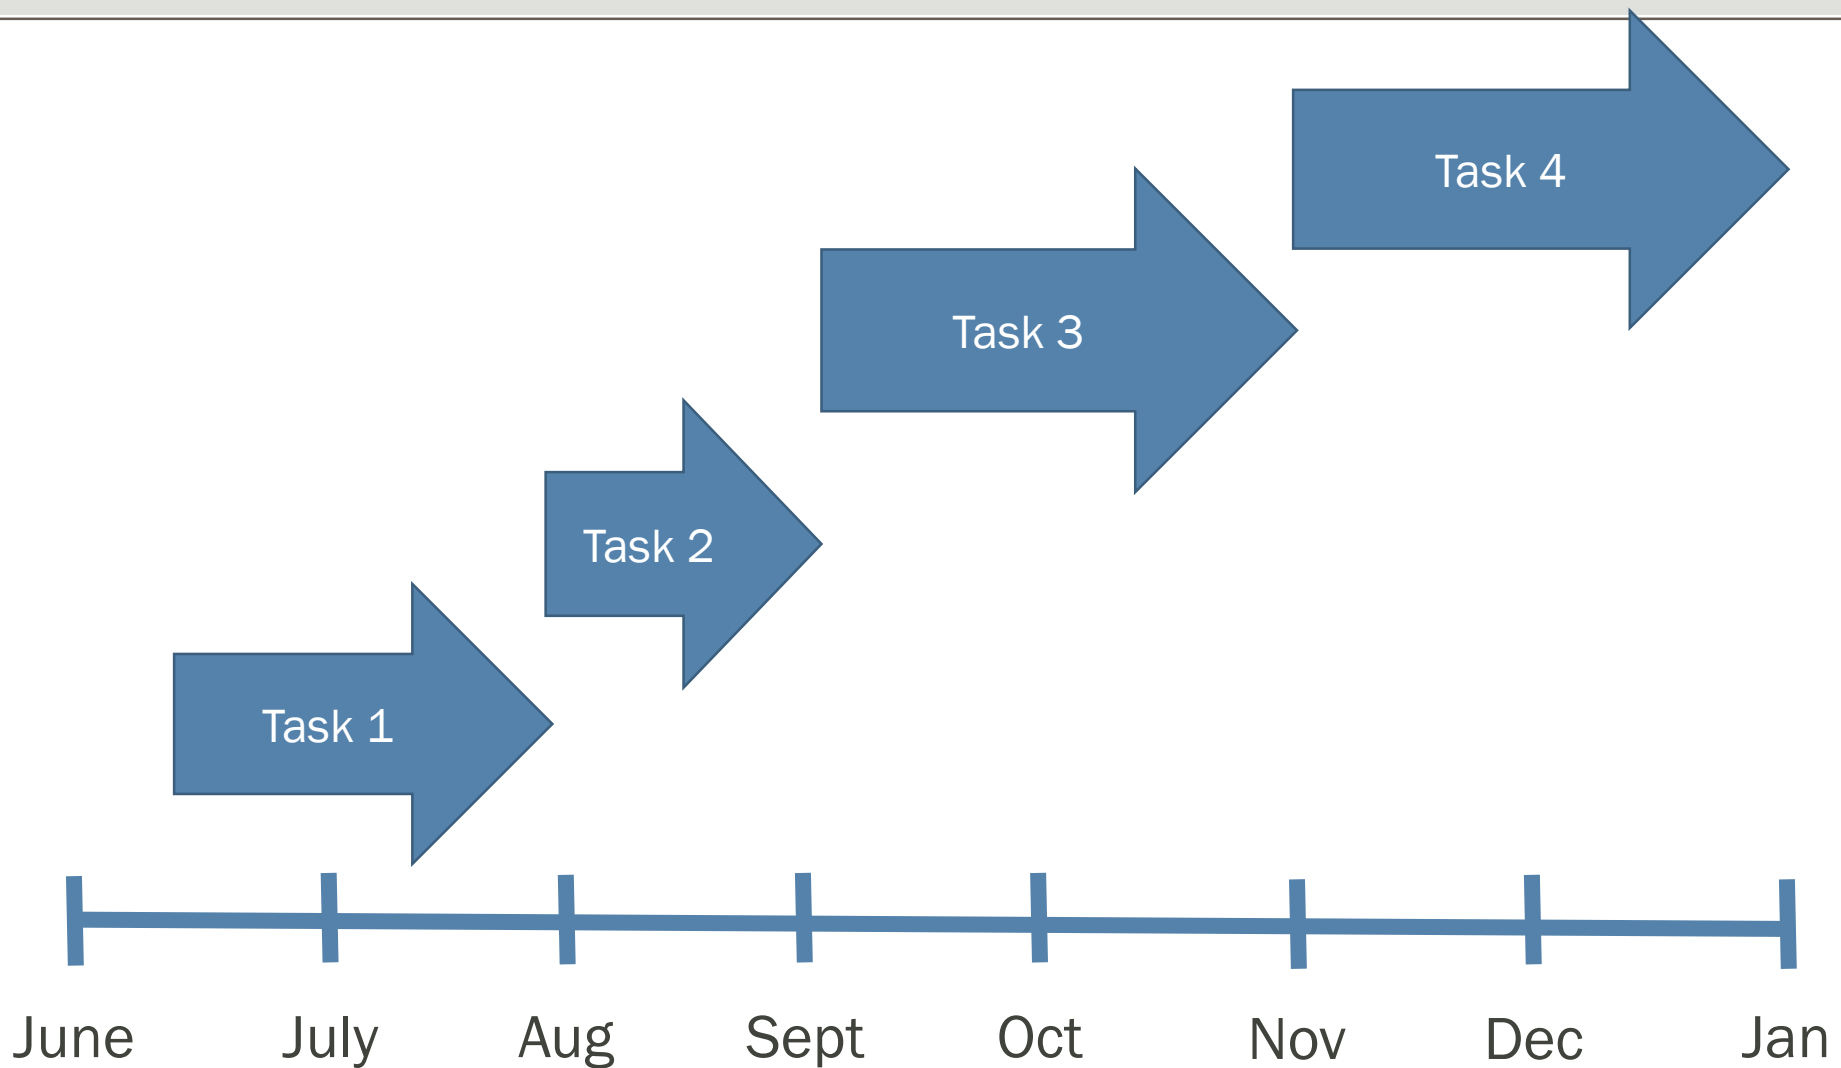 Task 4
Task 3
Task 2
Task 1
June July Aug Sept Oct Nov Dec Jan